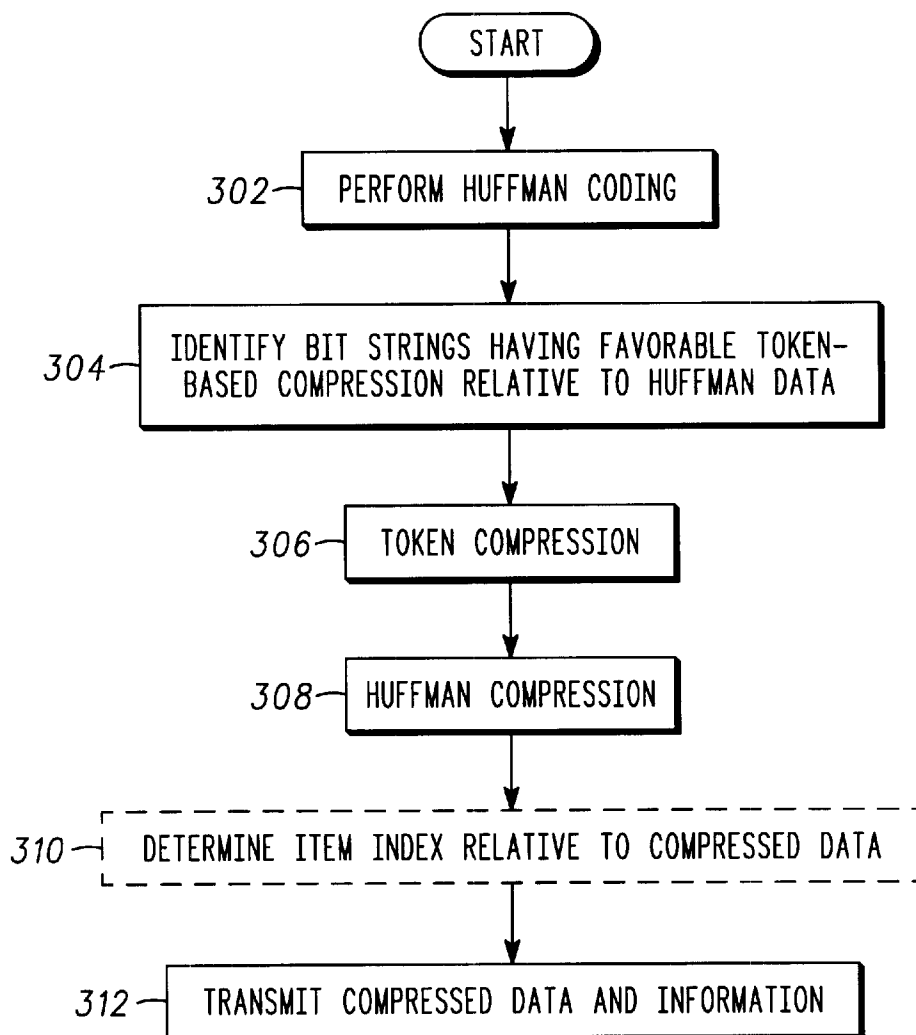 START
302 PERFORM HUFFMAN CODING
304 IDENTIFY BIT STRINGS HAVING FAVORABLE TOKEN-
BASED COMPRESSION RELATIVE TO HUFFMAN DATA
306 TOKEN COMPRESSION
308 HUFFMAN COMPRESSION
310 DETERMINE ITEM INDEX RELATIVE TO COMPRESSED DATA
312 TRANSMIT COMPRESSED DATA AND INFORMATION